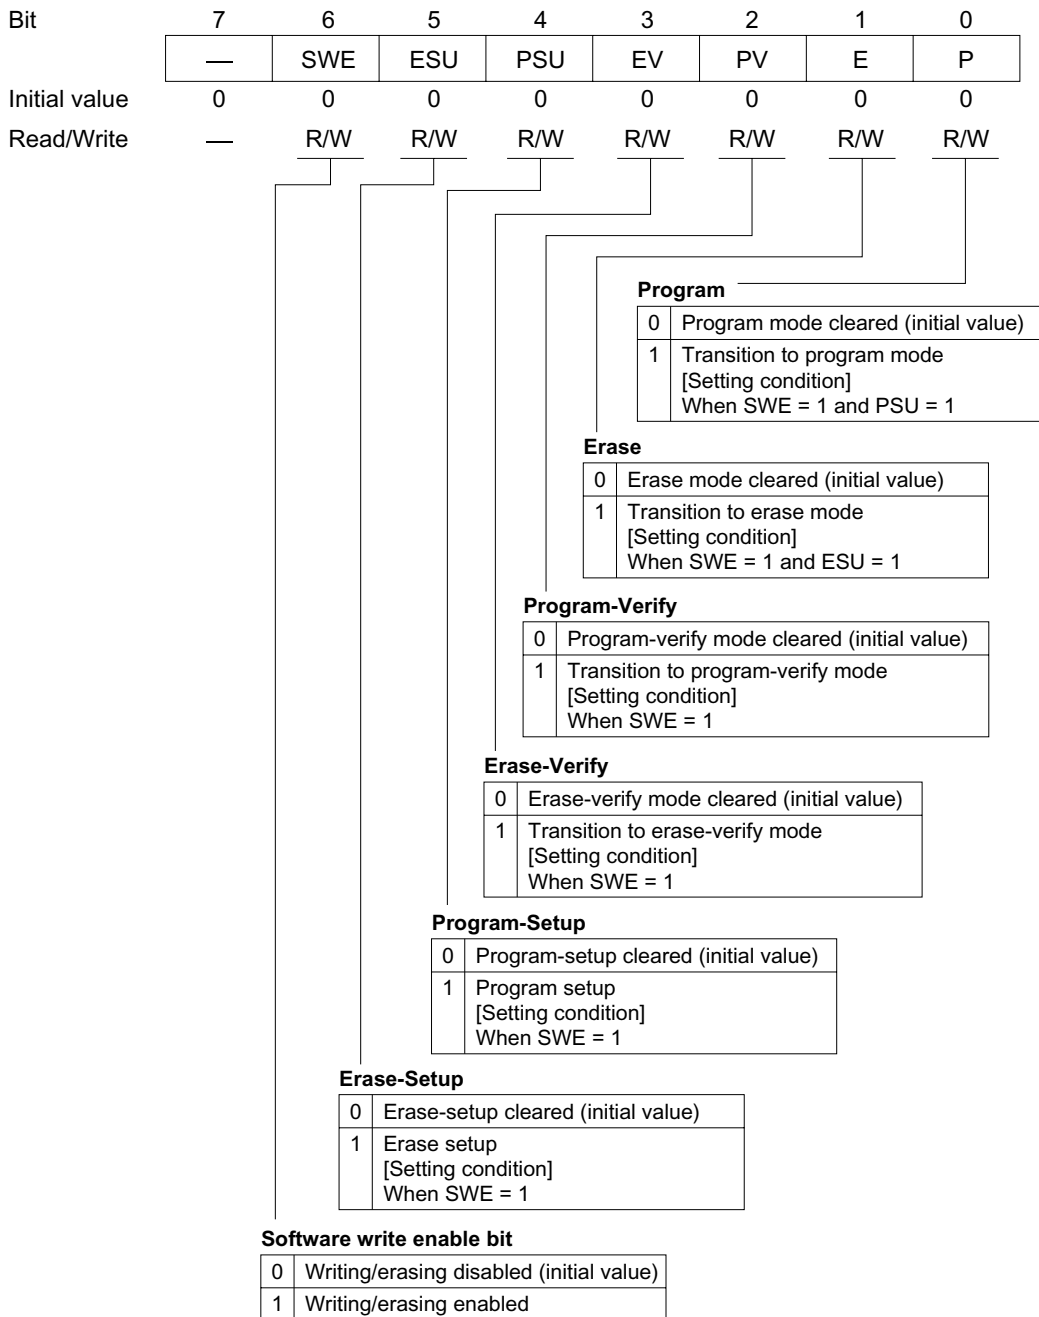 Bit 7 6 5 4 3 2 1 0
— SWE ESU PSU EV PV E P
Initial value 0 0 0 0 0 0 0 0
Read/Write — R/W R/W R/W R/W R/W R/W R/W
Program
0 Program mode cleared (initial value)
1 Transition to program mode
[Setting condition]
When SWE = 1 and PSU = 1
Erase
0 Erase mode cleared (initial value)
1 Transition to erase mode
[Setting condition]
When SWE = 1 and ESU = 1
Program-Verify
0 Program-verify mode cleared (initial value)
1 Transition to program-verify mode
[Setting condition]
When SWE = 1
Erase-Verify
0 Erase-verify mode cleared (initial value)
1 Transition to erase-verify mode
[Setting condition]
When SWE = 1
Program-Setup
0 Program-setup cleared (initial value)
1 Program setup
[Setting condition]
When SWE = 1
Erase-Setup
0 Erase-setup cleared (initial value)
1 Erase setup
[Setting condition]
When SWE = 1
Software write enable bit
0 Writing/erasing disabled (initial value)
1 Writing/erasing enabled